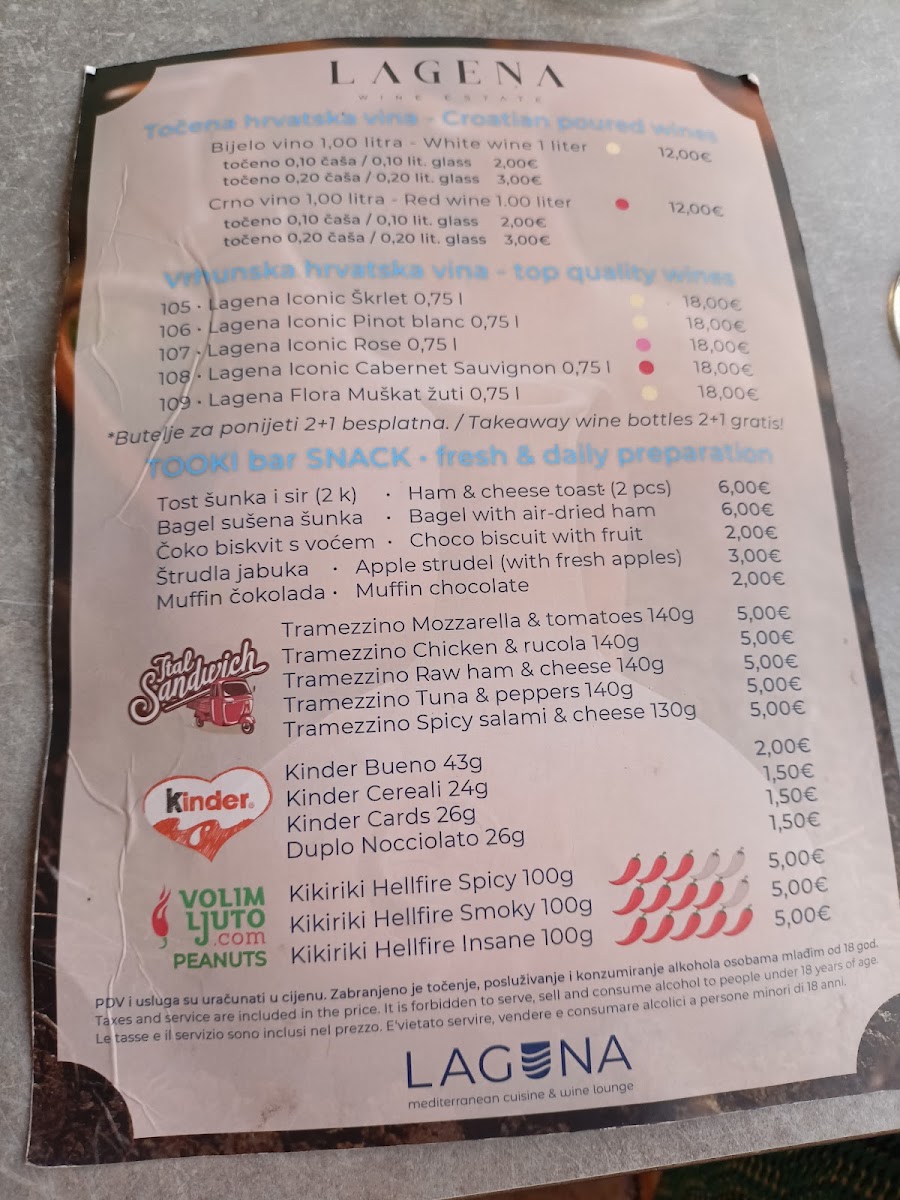 LAGENA
WINE ESTATE
Točena hrvatska vina - Croatian poured wines
Bijelo vino 1,00 litra - White wine 1 liter 12,00€
točeno 0,10 čaša / 0,10 lit. glass 2,00€
točeno 0,20 čaša / 0,20 lit. glass 3,00€
Crno vino 1,00 litra - Red wine 1.00 liter 12,00€
točeno 0,10 čaša / 0,10 lit. glass 2,00€
točeno 0,20 čaša / 0,20 lit. glass 3,00€
Vrhunska hrvatska vina - top quality wines
105 · Lagena Iconic Škrlet 0,75 l 18,00€
106 · Lagena Iconic Pinot blanc 0,75 l 18,00€
107 · Lagena Iconic Rose 0,75 l 18,00€
108 · Lagena Iconic Cabernet Sauvignon 0,75 l 18,00€
109 · Lagena Flora Muškat žuti 0,75 l 18,00€
*Butelje za ponijeti 2+1 besplatna. / Takeaway wine bottles 2+1 gratis!
TOOKI bar SNACK · fresh & daily preparation
Tost šunka i sir (2 k) · Ham & cheese toast (2 pcs) 6,00€
Bagel sušena šunka · Bagel with air-dried ham 6,00€
Čoko biskvit s voćem · Choco biscuit with fruit 2,00€
Štrudla jabuka · Apple strudel (with fresh apples) 3,00€
Muffin čokolada · Muffin chocolate 2,00€
Ital Sandwich
Tramezzino Mozzarella & tomatoes 140g 5,00€
Tramezzino Chicken & rucola 140g 5,00€
Tramezzino Raw ham & cheese 140g 5,00€
Tramezzino Tuna & peppers 140g 5,00€
Tramezzino Spicy salami & cheese 130g 5,00€
Kinder
Kinder Bueno 43g 2,00€
Kinder Cereali 24g 1,50€
Kinder Cards 26g 1,50€
Duplo Nocciolato 26g 1,50€
VOLIM
LJUTO
.com
PEANUTS
Kikiriki Hellfire Spicy 100g 5,00€
Kikiriki Hellfire Smoky 100g 5,00€
Kikiriki Hellfire Insane 100g 5,00€
PDV i usluga su uračunati u cijenu. Zabranjeno je točenje, posluživanje i konzumiranje alkohola osobama mlađim od 18 god.
Taxes and service are included in the price. It is forbidden to serve, sell and consume alcohol to people under 18 years of age.
Le tasse e il servizio sono inclusi nel prezzo. E'vietato servire, vendere e consumare alcolici a persone minori di 18 anni.
LAGUNA
mediterranean cuisine & wine lounge